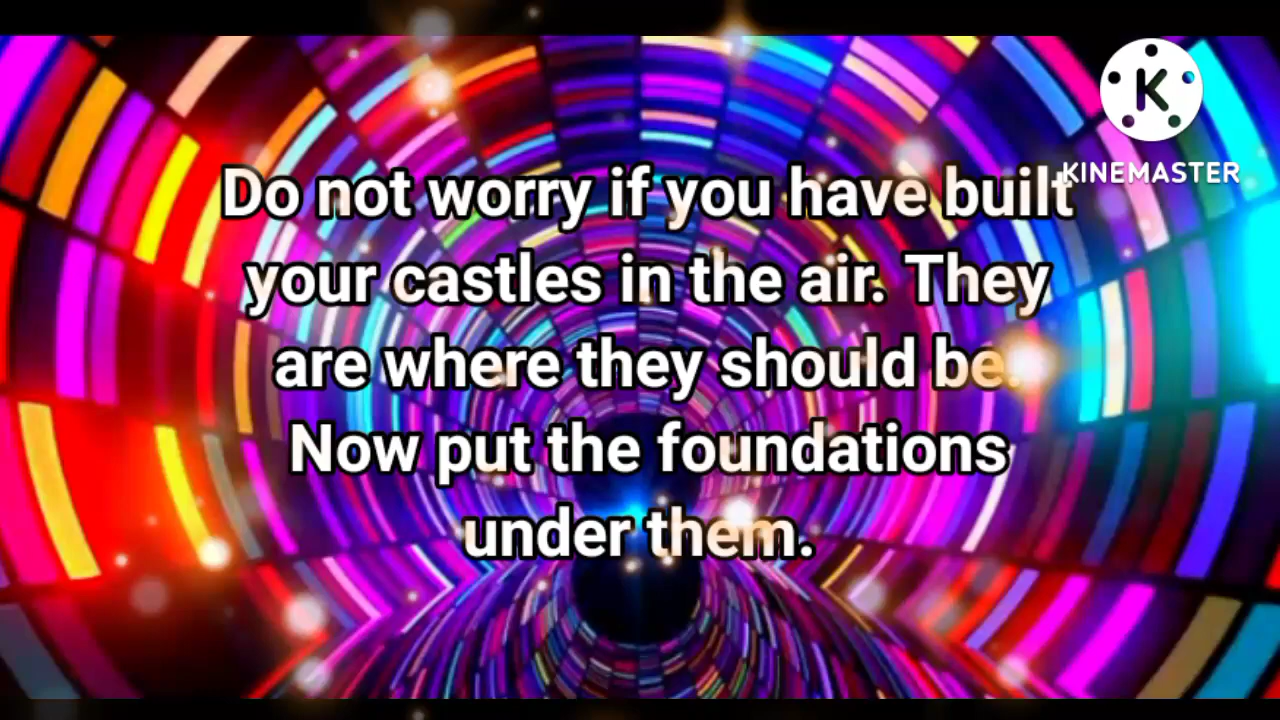 K
KINEMASTER
Do not worry if you have built
your castles in the air. They
are where they should be.
Now put the foundations
under them.